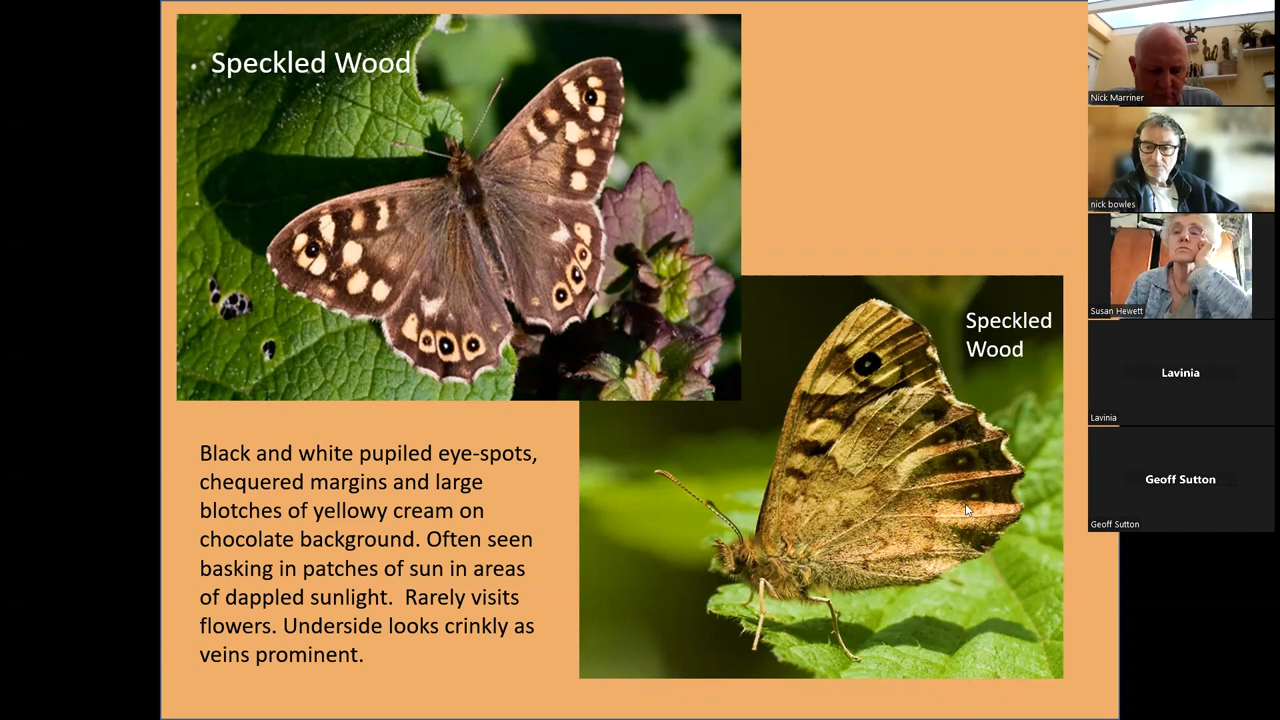 Speckled Wood
Speckled
Wood
Black and white pupiled eye-spots,
chequered margins and large
blotches of yellowy cream on
chocolate background. Often seen
basking in patches of sun in areas
of dappled sunlight.  Rarely visits
flowers. Underside looks crinkly as
veins prominent.
Nick Marriner
nick bowles
Susan Hewett
Lavinia
Lavinia
Geoff Sutton
Geoff Sutton